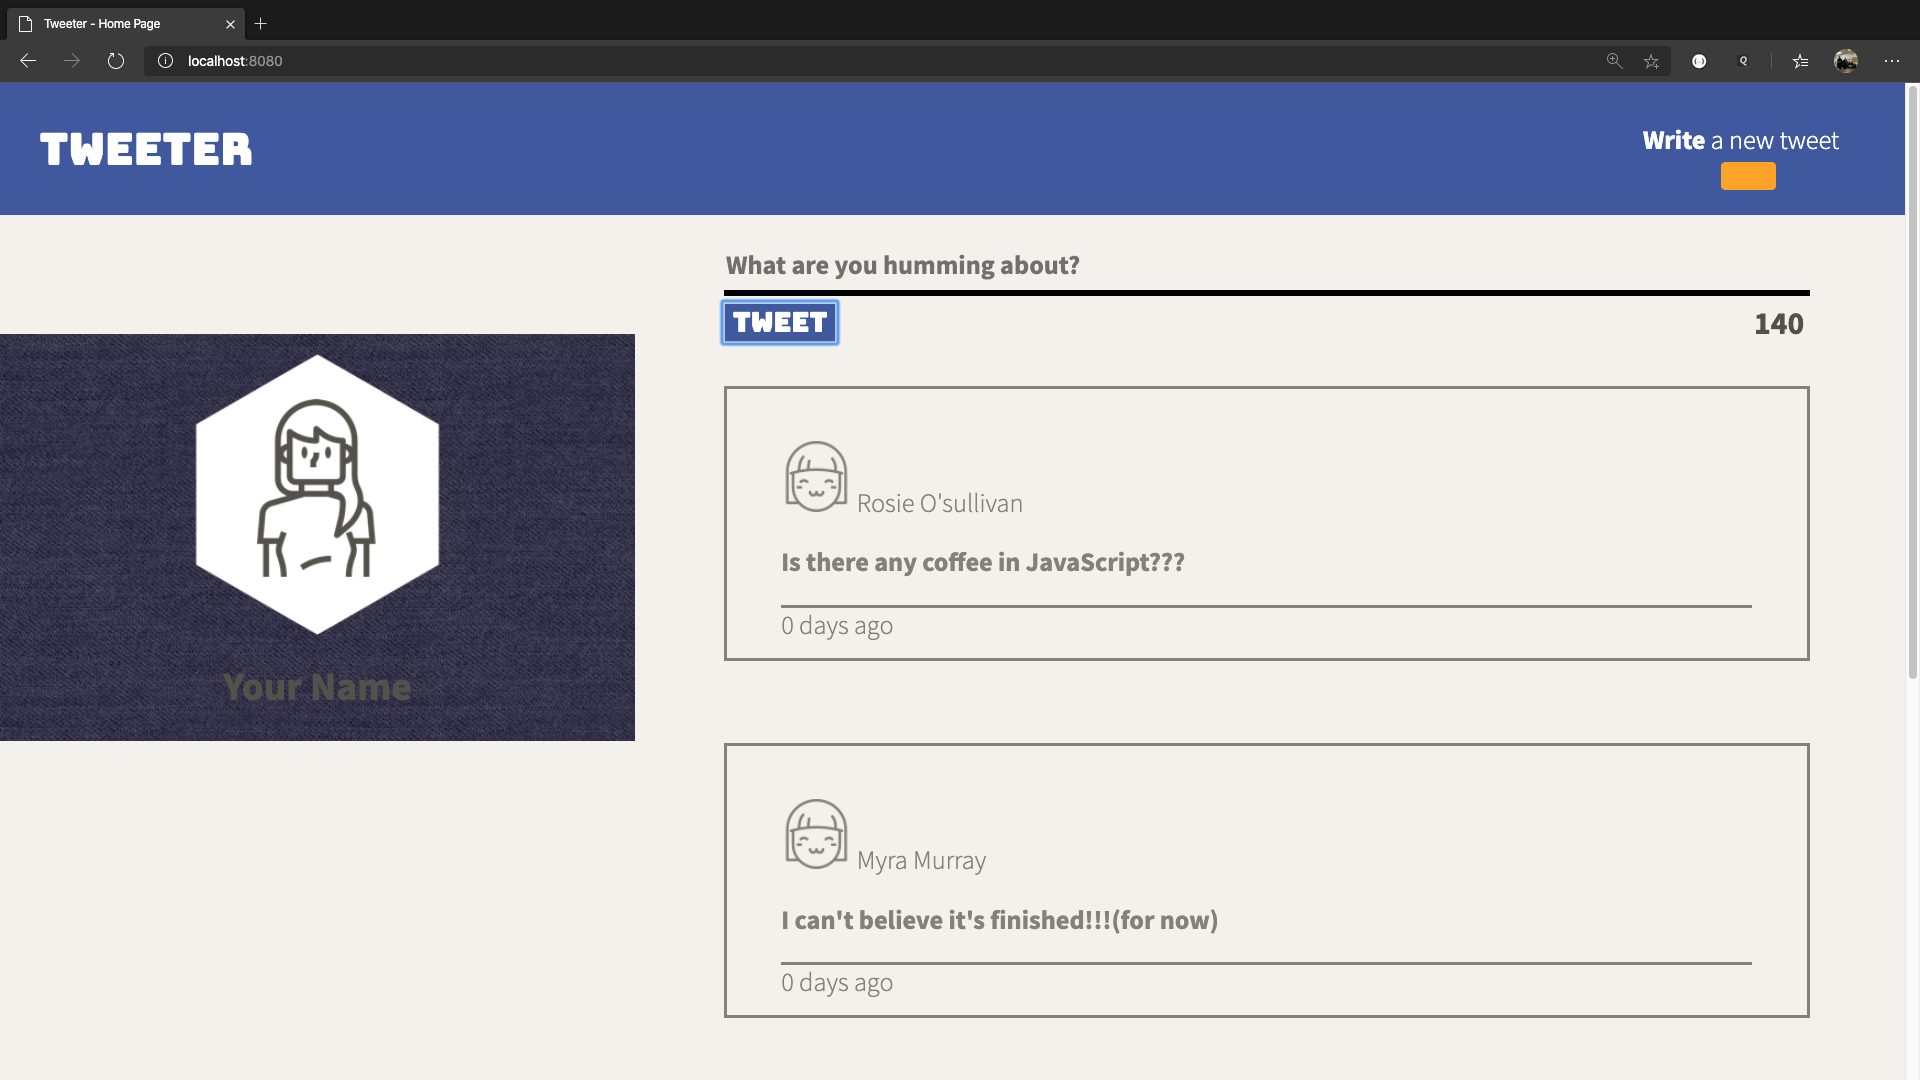 Tweeter - Home Page
localhost:8080
Q
TWEETER
Write a new tweet
What are you humming about?
TWEET
140
Your Name
Rosie O'sullivan
Is there any coffee in JavaScript???
0 days ago
Myra Murray
I can't believe it's finished!!!(for now)
0 days ago